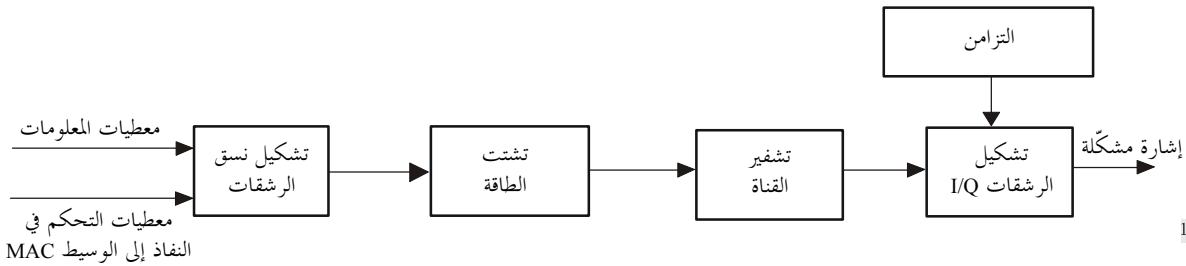 التزامن
معطيات المعلومات
تشكيل نسق
الرشقات
تشتت
الطاقة
تشفير
القناة
تشكيل
الرشقات I/Q
إشارة مشكّلة
معطيات التحكم في
النفاذ إلى الوسيط MAC
1